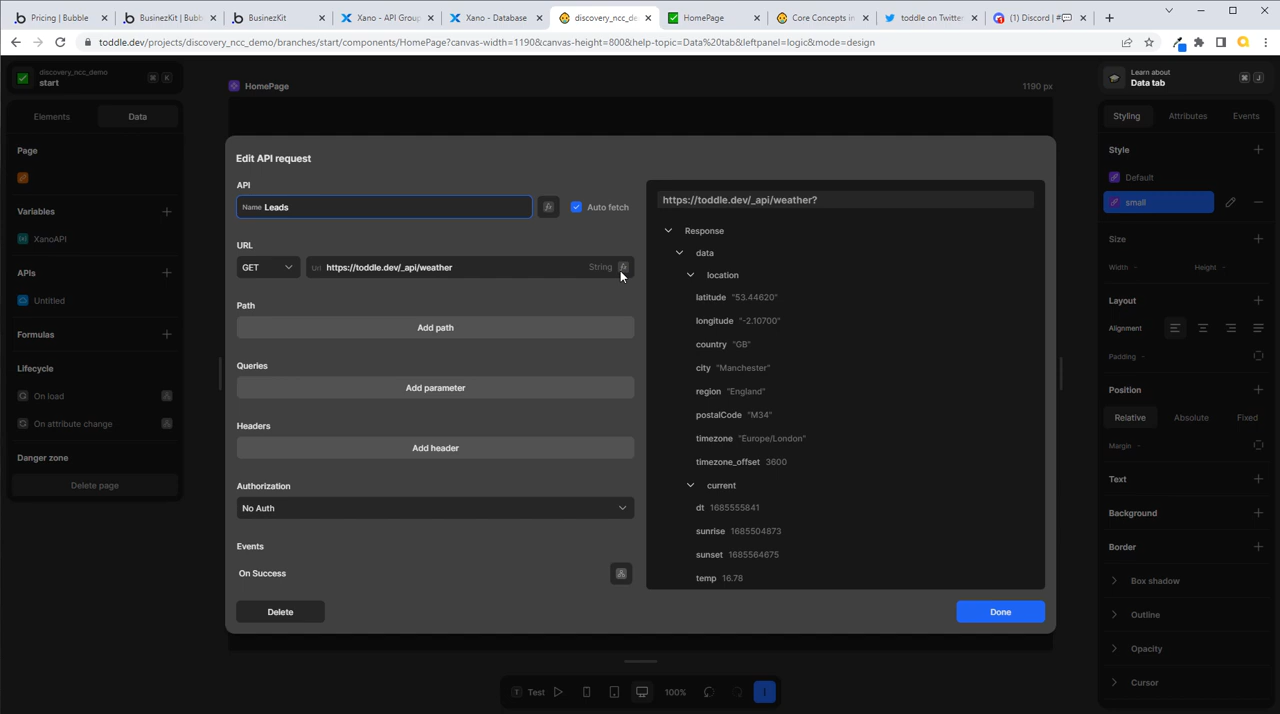 Pricing | Bubble
BusinezKit | Bubble
BusinezKit
Xano - API Group
Xano - Database
discovery_ncc_de
HomePage
Core Concepts in
toddle on Twitter
(1) Discord | #
toddle.dev/projects/discovery_ncc_demo/branches/start/components/HomePage?canvas-width=1190&canvas-height=800&help-topic=Data%20tab&leftpanel=logic&mode=design
discovery_ncc_demo
start
K
HomePage
1190 px
Learn about
Data tab
J
Elements
Data
Page
Variables
XanoAPI
APIs
Untitled
Formulas
Lifecycle
On load
On attribute change
Danger zone
Delete page
Edit API request
API
Name Leads
Auto fetch
URL
GET
Url https://toddle.dev/_api/weather
String
Path
Add path
Queries
Add parameter
Headers
Add header
Authorization
No Auth
Events
On Success
Delete
https://toddle.dev/_api/weather?
Response
data
location
latitude "53.44620"
longitude "-2.10700"
country "GB"
city "Manchester"
region "England"
postalCode "M34"
timezone "Europe/London"
timezone_offset 3600
current
dt 1685555841
sunrise 1685504873
sunset 1685564675
temp 16.78
Done
Styling
Attributes
Events
Style
Default
small
Size
Width
Height
Layout
Alignment
Padding
Position
Relative
Absolute
Fixed
Margin
Text
Background
Border
Box shadow
Outline
Opacity
Cursor
T Test
100%